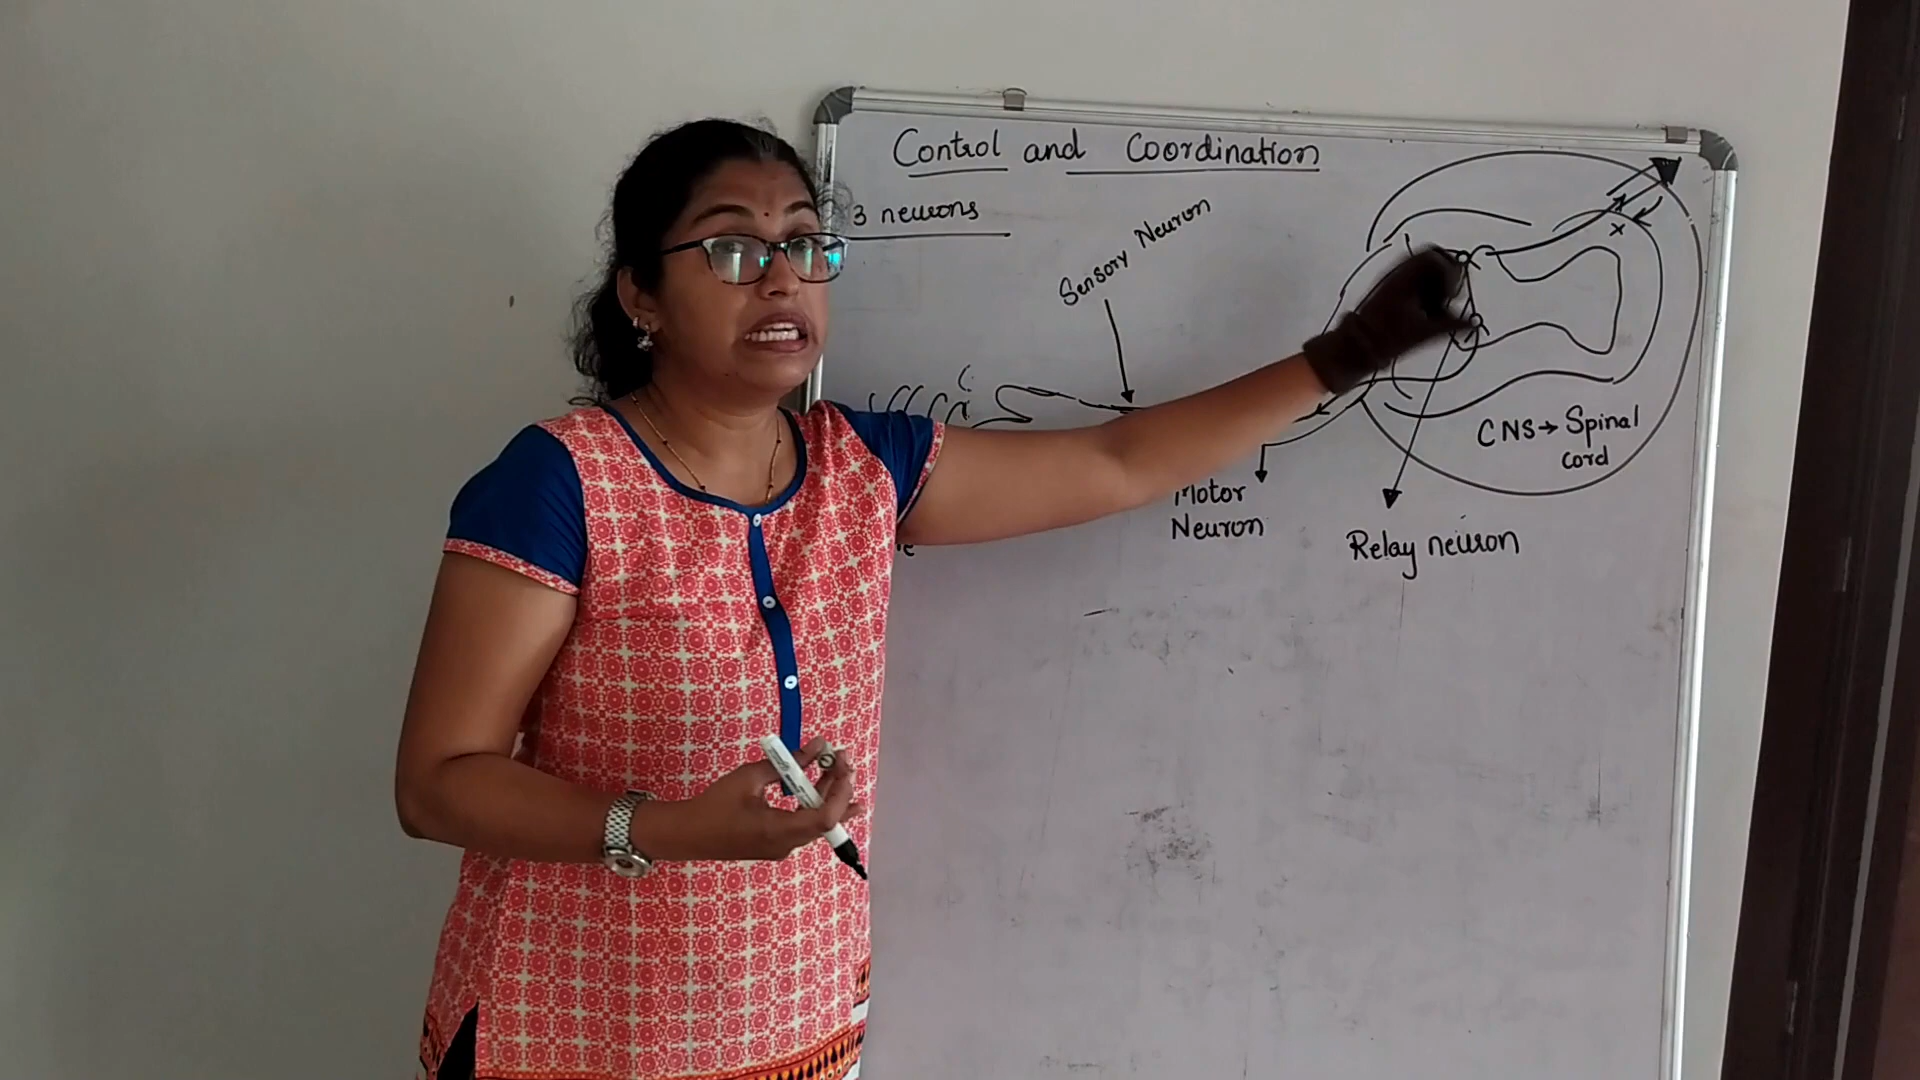 Control and Coordination
3 neurons
Sensory Neuron
CNS→ Spinal
cord
Motor
Neuron
Relay neuron